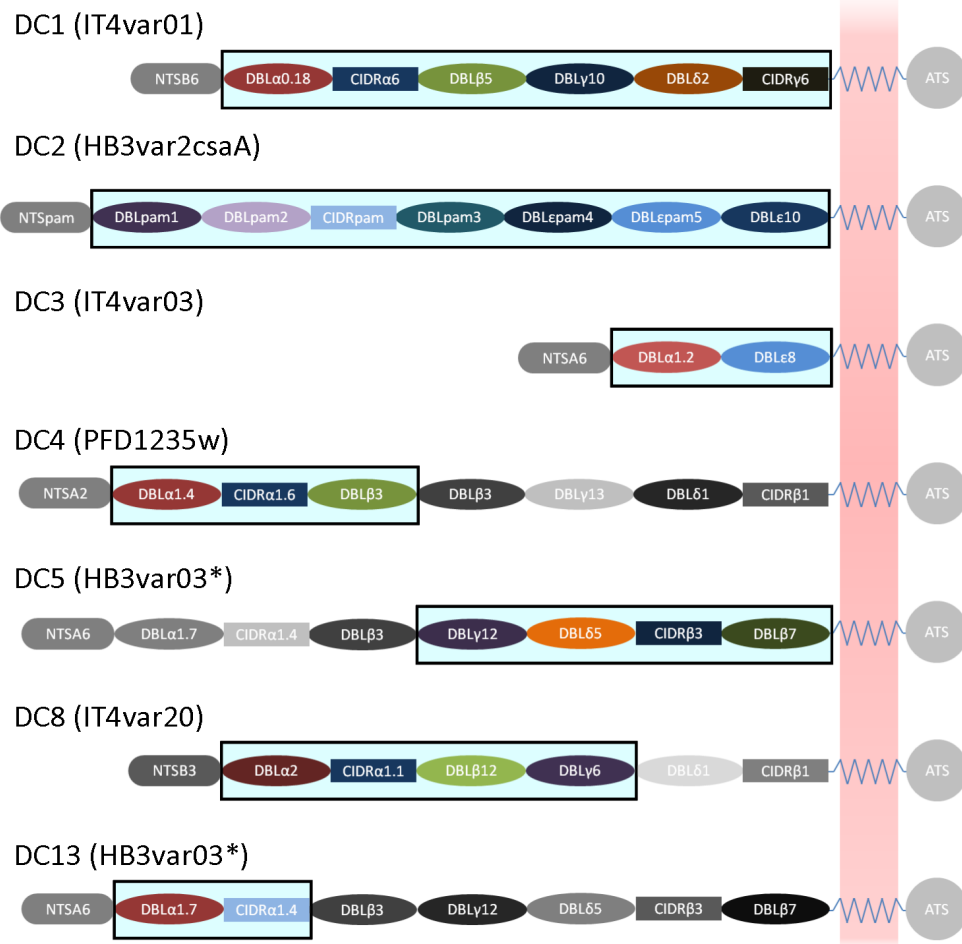 DC1 (IT4var01)
NTSB6 DBLα0.18 CIDRα6 DBLβ5 DBLγ10 DBLδ2 CIDRγ6 ATS
DC2 (HB3var2csaA)
NTSpam DBLpam1 DBLpam2 CIDRpam DBLpam3 DBLεpam4 DBLεpam5 DBLε10 ATS
DC3 (IT4var03)
NTSA6 DBLα1.2 DBLε8 ATS
DC4 (PFD1235w)
NTSA2 DBLα1.4 CIDRα1.6 DBLβ3 DBLβ3 DBLγ13 DBLδ1 CIDRβ1 ATS
DC5 (HB3var03*)
NTSA6 DBLα1.7 CIDRα1.4 DBLβ3 DBLγ12 DBLδ5 CIDRβ3 DBLβ7 ATS
DC8 (IT4var20)
NTSB3 DBLα2 CIDRα1.1 DBLβ12 DBLγ6 DBLδ1 CIDRβ1 ATS
DC13 (HB3var03*)
NTSA6 DBLα1.7 CIDRα1.4 DBLβ3 DBLγ12 DBLδ5 CIDRβ3 DBLβ7 ATS